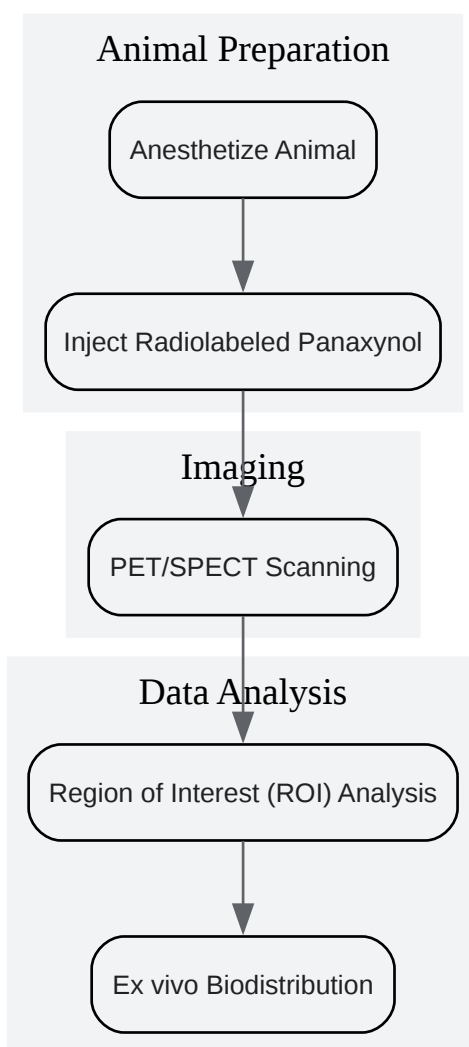 Animal Preparation
Anesthetize Animal
Inject Radiolabeled Panaxynol
Imaging
PET/SPECT Scanning
Data Analysis
Region of Interest (ROI) Analysis
Ex vivo Biodistribution